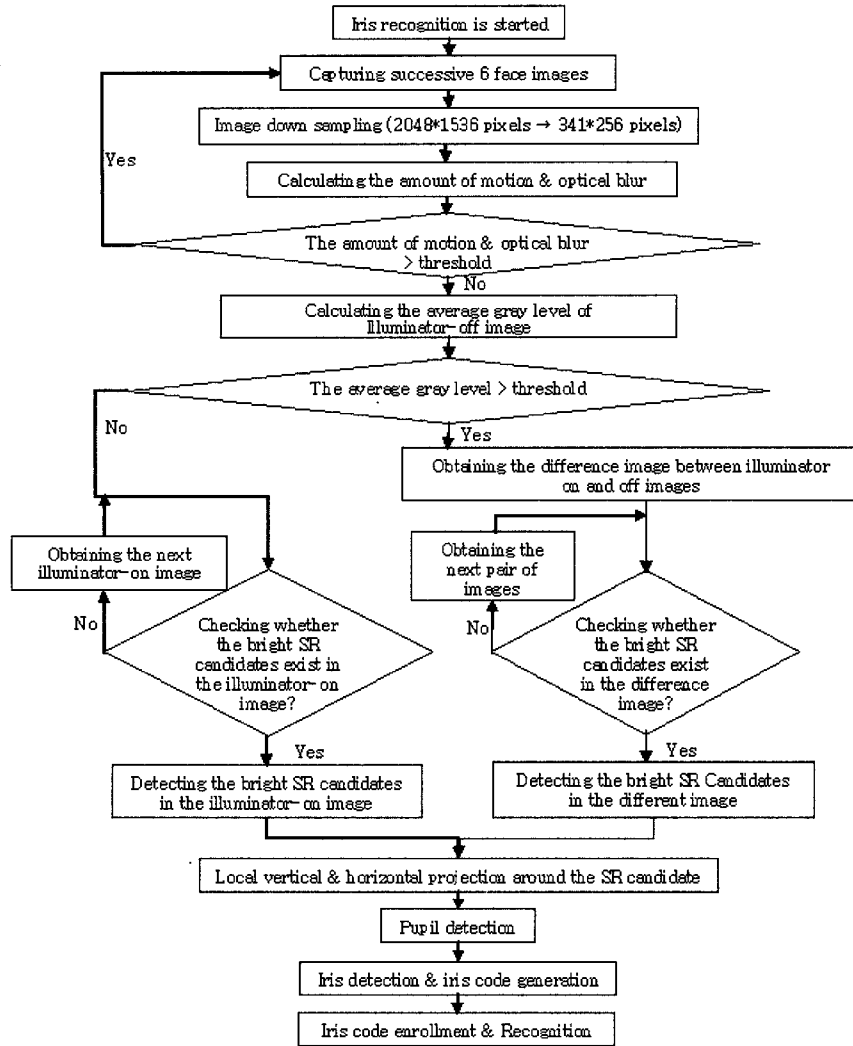 Iris recognition is started
Capturing successive 6 face images
Image down sampling (2048*1536 pixels → 341*256 pixels)
Yes
Calculating the amount of motion & optical blur
The amount of motion & optical blur
> threshold
No
Calculating the average gray level of
Illuminator-off image
The average gray level > threshold
No
Yes
Obtaining the difference image between illuminator
on and off images
Obtaining the next
illuminator-on image
Obtaining the
next pair of
images
No
Checking whether
the bright SR
candidates exist in
the illuminator-on
image?
No
Checking whether
the bright SR
candidates exist
in the difference
image?
Yes
Yes
Detecting the bright SR candidates
in the illuminator-on image
Detecting the bright SR Candidates
in the different image
Local vertical & horizontal projection around the SR candidate
Pupil detection
Iris detection & iris code generation
Iris code enrollment & Recognition